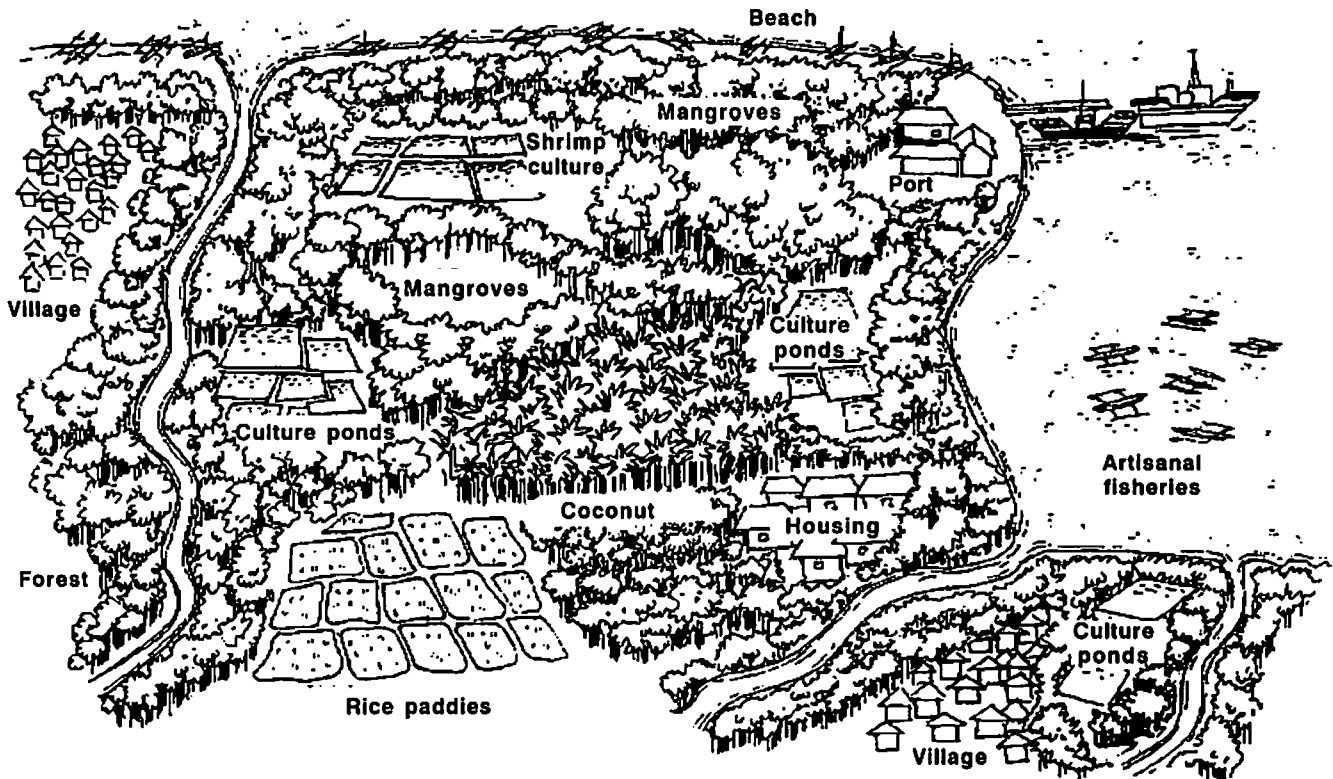 Beach
Mangroves
Shrimp
culture
Port
Mangroves
Village
Culture
ponds
Culture ponds
Artisanal
fisheries
Coconut
Housing
Forest
Culture
ponds
Rice paddies
Village